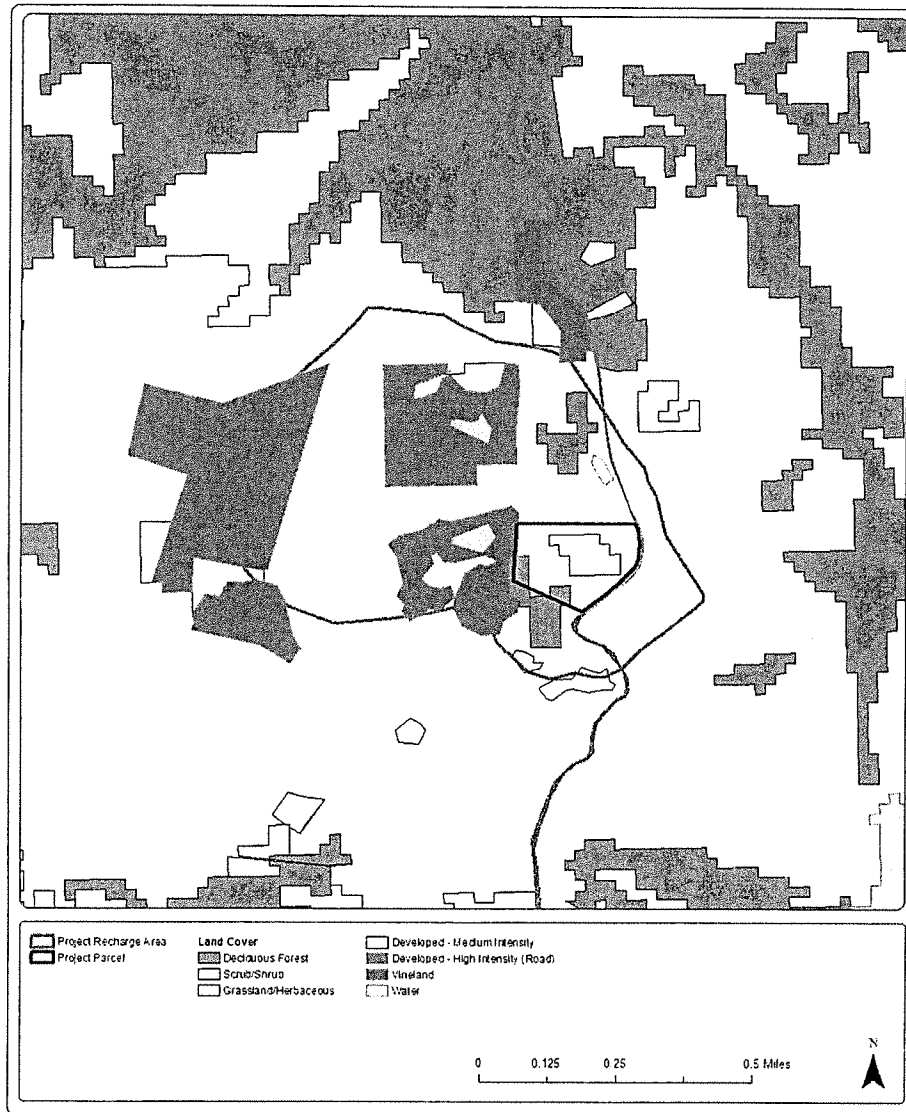 Project Recharge Area
Project Parcel
Land Cover
Deciduous Forest
Scrub/Shrub
Grassland/Herbaceous
Developed - Medium Intensity
Developed - High Intensity (Road)
Vineland
Water
0 0.125 0.25 0.5 Miles
N